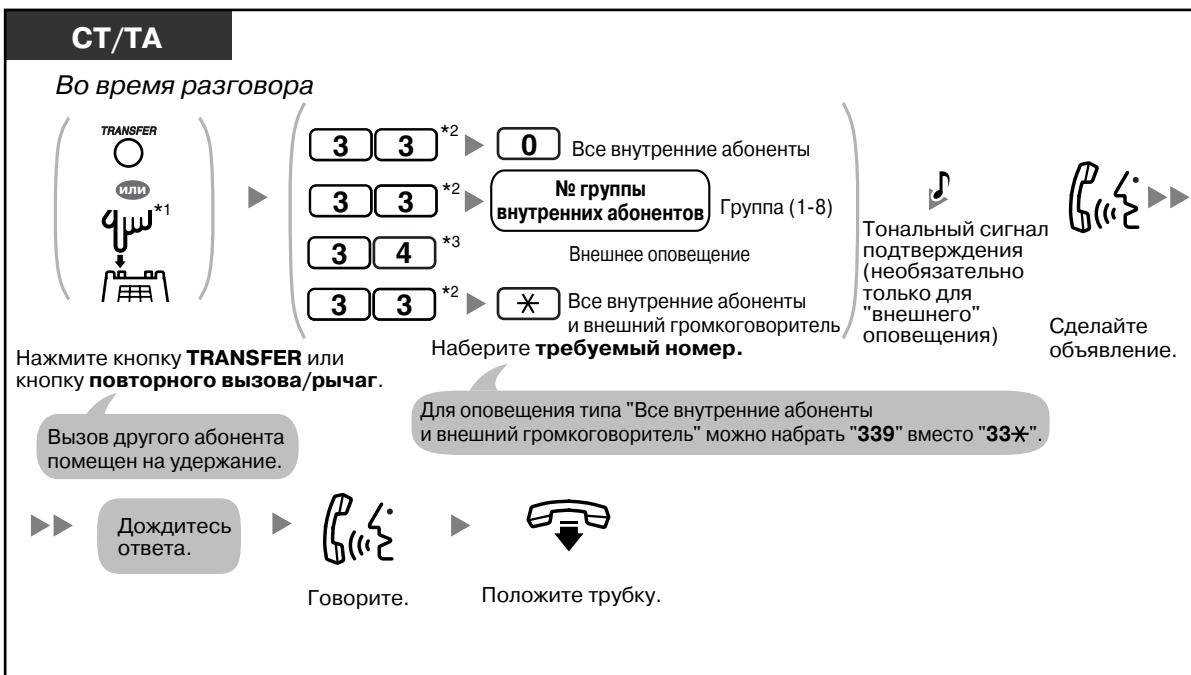 СТ/ТА
Во время разговора
TRANSFER
или
*1
3 3 *2 0 Все внутренние абоненты
3 3 *2 № группы
внутренних абонентов Группа (1-8)
3 4 *3 Внешнее оповещение
3 3 *2 ✳ Все внутренние абоненты
и внешний громкоговоритель
Тональный сигнал
подтверждения
(необязательно
только для
"внешнего"
оповещения)
Сделайте
объявление.
Нажмите кнопку TRANSFER или
кнопку повторного вызова/рычаг.
Наберите требуемый номер.
Вызов другого абонента
помещен на удержание.
Для оповещения типа "Все внутренние абоненты
и внешний громкоговоритель" можно набрать "339" вместо "33✳".
Дождитесь
ответа.
Говорите.
Положите трубку.